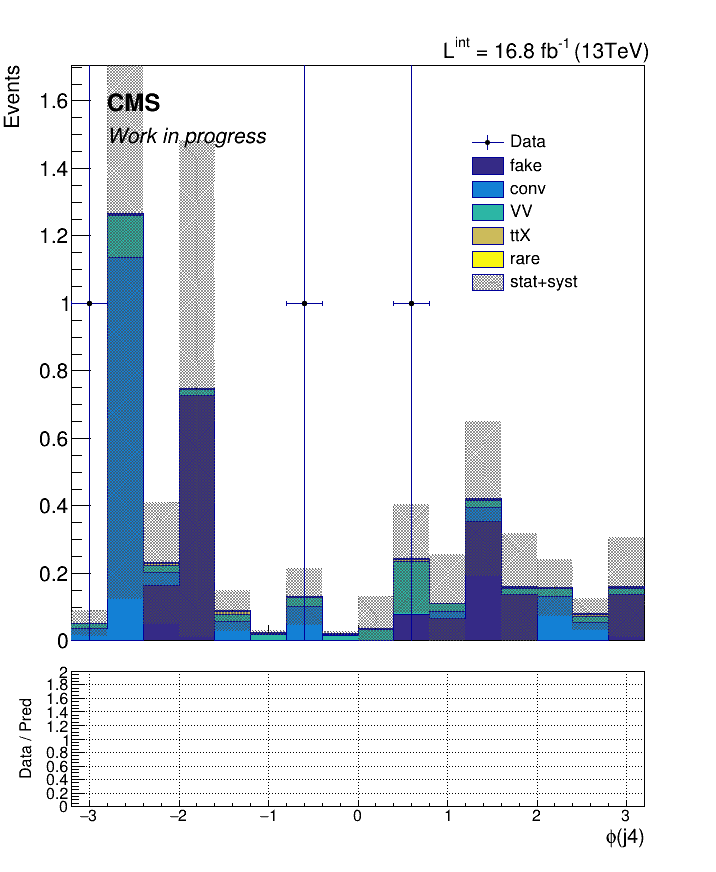 L^int = 16.8 fb^-1 (13TeV)
Events
CMS
Work in progress
Data
fake
conv
VV
ttX
rare
stat+syst
1.6
1.4
1.2
1
0.8
0.6
0.4
0.2
0
Data / Pred
2
1.8
1.6
1.4
1.2
1
0.8
0.6
0.4
0.2
0
−3 −2 −1 0 1 2 3
ϕ(j4)